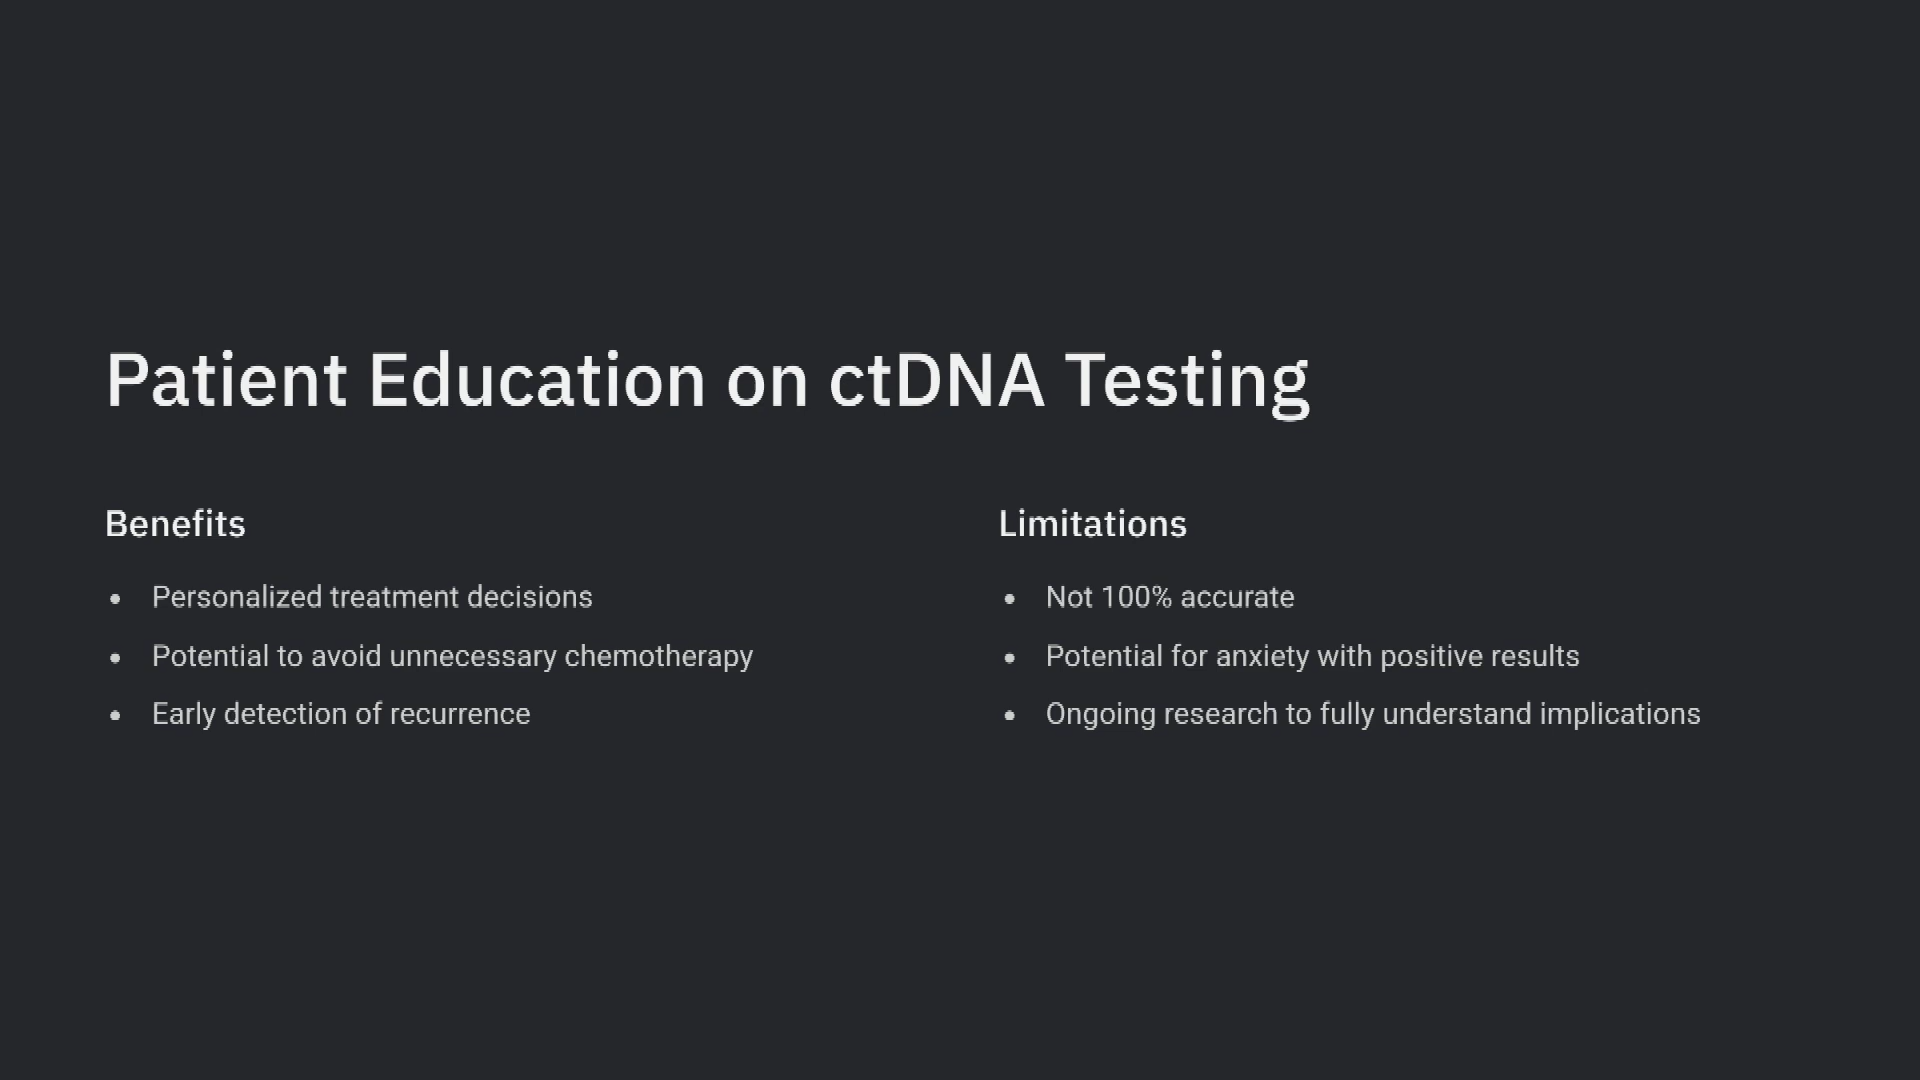 Patient Education on ctDNA Testing
Benefits
Personalized treatment decisions
Potential to avoid unnecessary chemotherapy
Early detection of recurrence
Limitations
Not 100% accurate
Potential for anxiety with positive results
Ongoing research to fully understand implications